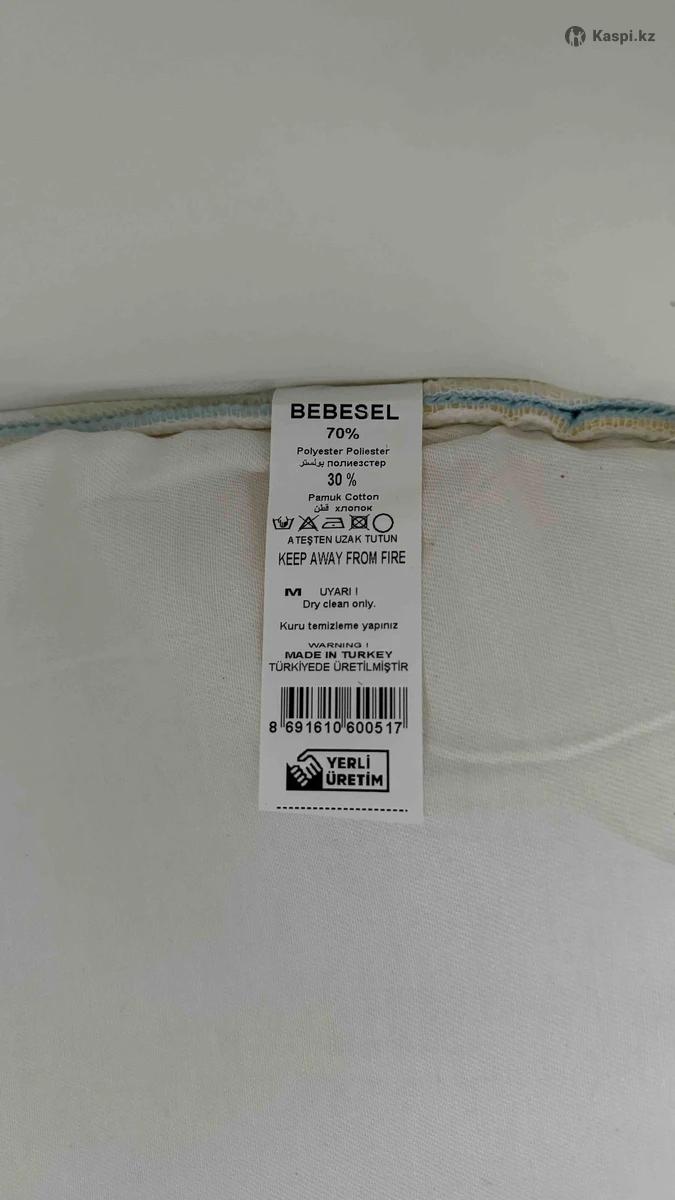 Kaspi.kz
BEBESEL
70%
Polyester Poliester
بولستر полиезстер
30 %
Pamuk Cotton
قطن хлопок
ATEŞTEN UZAK TUTUN
KEEP AWAY FROM FIRE
M UYARI !
Dry clean only.
Kuru temizleme yapınız
WARNING !
MADE IN TURKEY
TÜRKİYEDE ÜRETİLMİŞTİR
8 691610 600517
YERLİ
ÜRETİM